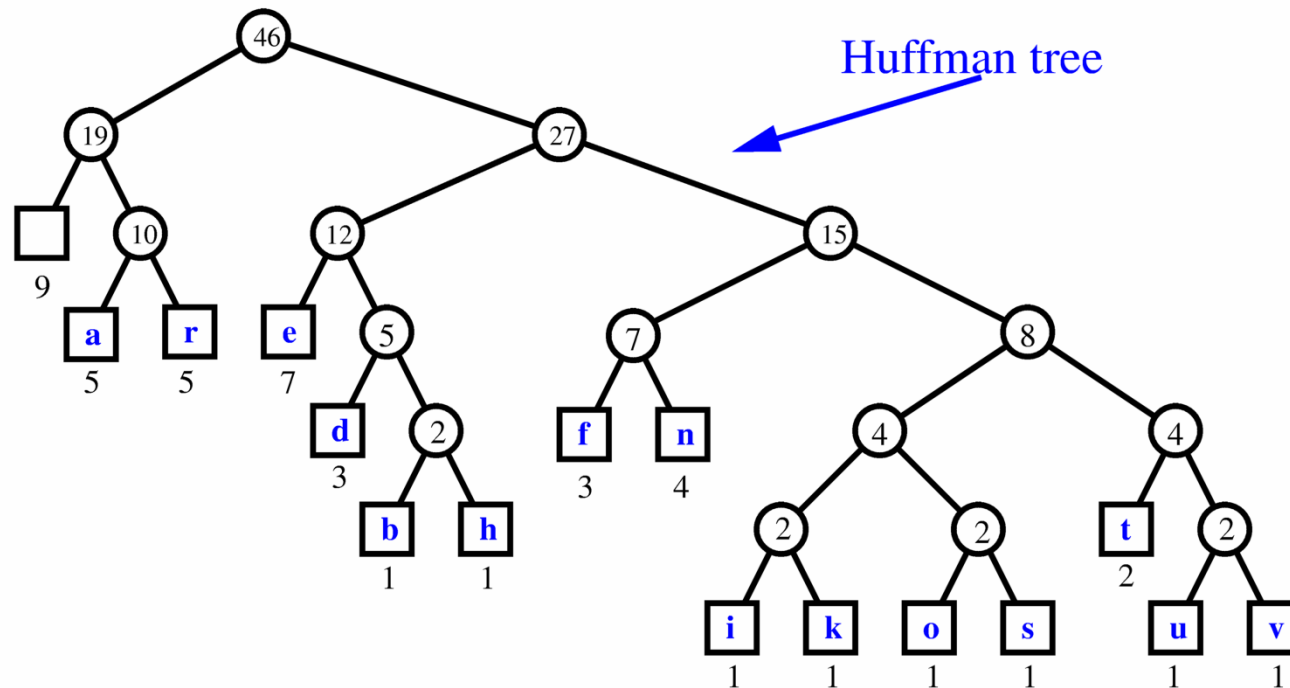 46
Huffman tree
19 27
10 12 15
9
a r e 5 7 8
5 5 7
d 2 f n 4 4
3 3 4
b h 2 2 t 2
1 1 2
i k o s u v
1 1 1 1 1 1